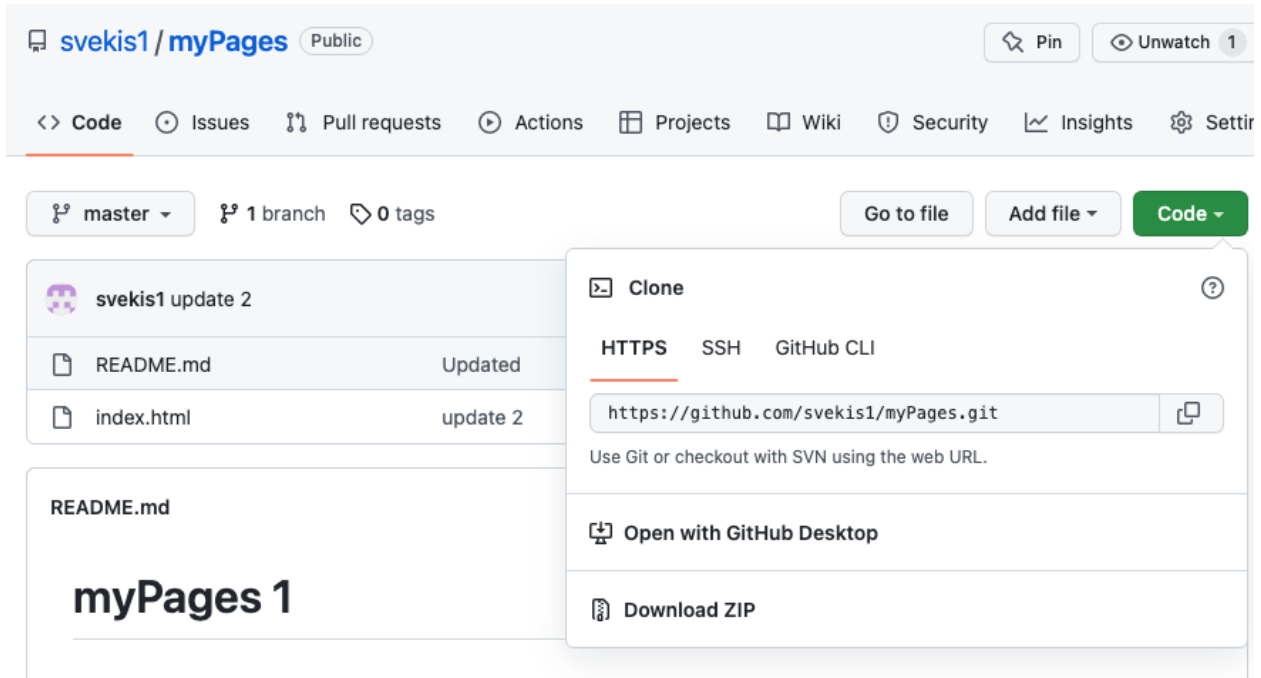 svekis1 / myPages Public Pin Unwatch 1
Code Issues Pull requests Actions Projects Wiki Security Insights Settin
master 1 branch 0 tags Go to file Add file Code
svekis1 update 2
README.md Updated
index.html update 2
README.md
myPages 1
Clone
HTTPS SSH GitHub CLI
https://github.com/svekis1/myPages.git
Use Git or checkout with SVN using the web URL.
Open with GitHub Desktop
Download ZIP